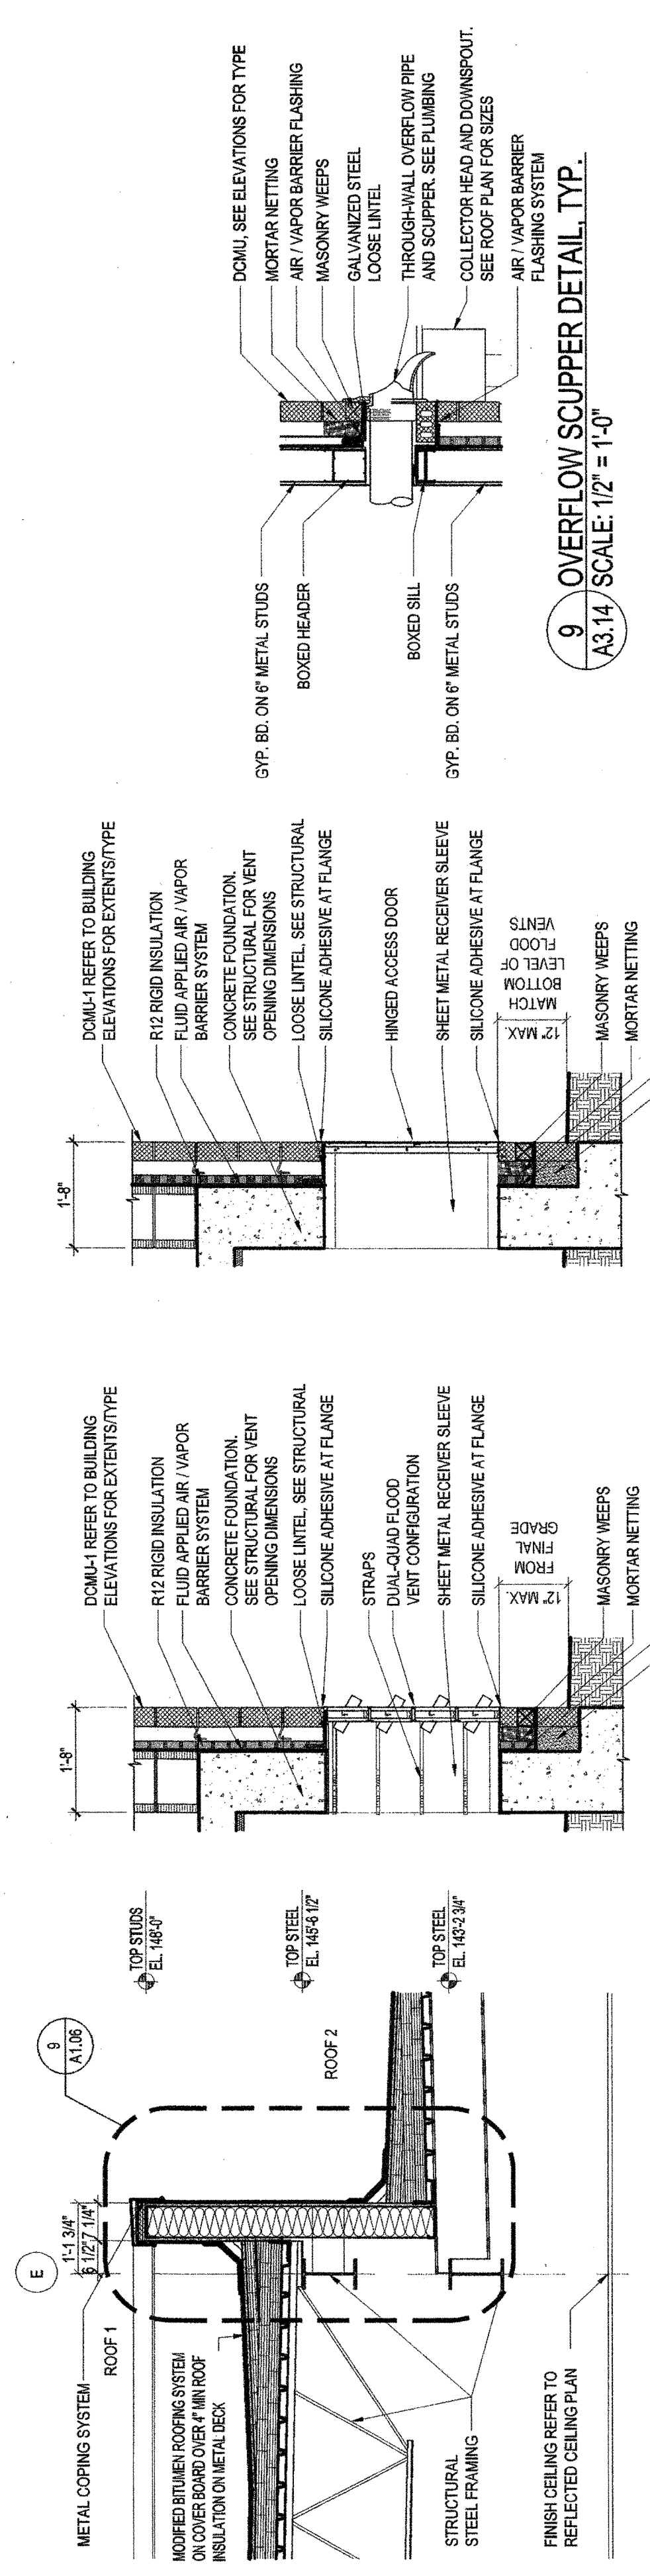 E
1'-1 3/4"
6 1/2" 7 1/4"
9
A1.06
METAL COPING SYSTEM
ROOF 1
MODIFIED BITUMEN ROOFING SYSTEM
ON COVER BOARD OVER 4" MIN ROOF
INSULATION ON METAL DECK
STRUCTURAL
STEEL FRAMING
FINISH CEILING REFER TO
REFLECTED CEILING PLAN
ROOF 2
TOP STUDS
EL. 148'-0"
TOP STEEL
EL. 145'-6 1/2"
TOP STEEL
EL. 143'-2 3/4"
1'-8"
DCMU-1 REFER TO BUILDING
ELEVATIONS FOR EXTENTS/TYPE
R12 RIGID INSULATION
FLUID APPLIED AIR / VAPOR
BARRIER SYSTEM
CONCRETE FOUNDATION.
SEE STRUCTURAL FOR VENT
OPENING DIMENSIONS
LOOSE LINTEL, SEE STRUCTURAL
SILICONE ADHESIVE AT FLANGE
STRAPS
DUAL-QUAD FLOOD
VENT CONFIGURATION
SHEET METAL RECEIVER SLEEVE
SILICONE ADHESIVE AT FLANGE
12" MAX.
FROM
FINAL
GRADE
MASONRY WEEPS
MORTAR NETTING
1'-8"
DCMU-1 REFER TO BUILDING
ELEVATIONS FOR EXTENTS/TYPE
R12 RIGID INSULATION
FLUID APPLIED AIR / VAPOR
BARRIER SYSTEM
CONCRETE FOUNDATION.
SEE STRUCTURAL FOR VENT
OPENING DIMENSIONS
LOOSE LINTEL, SEE STRUCTURAL
SILICONE ADHESIVE AT FLANGE
HINGED ACCESS DOOR
SHEET METAL RECEIVER SLEEVE
SILICONE ADHESIVE AT FLANGE
12" MAX.
MATCH
BOTTOM
LEVEL OF
FLOOD
VENTS
MASONRY WEEPS
MORTAR NETTING
GYP. BD. ON 6" METAL STUDS
BOXED HEADER
BOXED SILL
GYP. BD. ON 6" METAL STUDS
DCMU, SEE ELEVATIONS FOR TYPE
MORTAR NETTING
AIR / VAPOR BARRIER FLASHING
MASONRY WEEPS
GALVANIZED STEEL
LOOSE LINTEL
THROUGH-WALL OVERFLOW PIPE
AND SCUPPER. SEE PLUMBING
COLLECTOR HEAD AND DOWNSPOUT.
SEE ROOF PLAN FOR SIZES
AIR / VAPOR BARRIER
FLASHING SYSTEM
9
A3.14
OVERFLOW SCUPPER DETAIL, TYP.
SCALE: 1/2" = 1'-0"